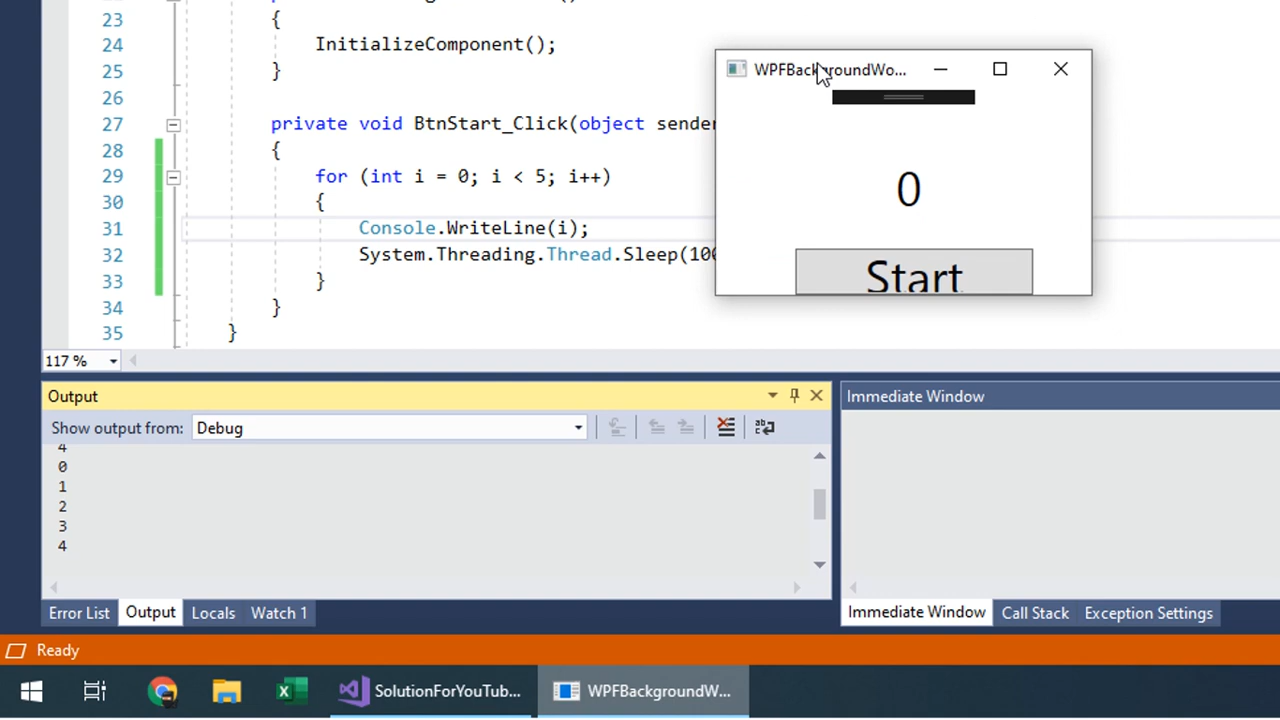 23 {
24 InitializeComponent();
25 }
26
27 private void BtnStart_Click(object sender
28 {
29 for (int i = 0; i < 5; i++)
30 {
31 Console.WriteLine(i);
32 System.Threading.Thread.Sleep(100
33 }
34 }
35 }
WPFBackgroundWo...
0
Start
117 %
Output
Show output from: Debug
4
0
1
2
3
4
Immediate Window
Error List Output Locals Watch 1
Immediate Window Call Stack Exception Settings
Ready
SolutionForYouTub... WPFBackgroundW...